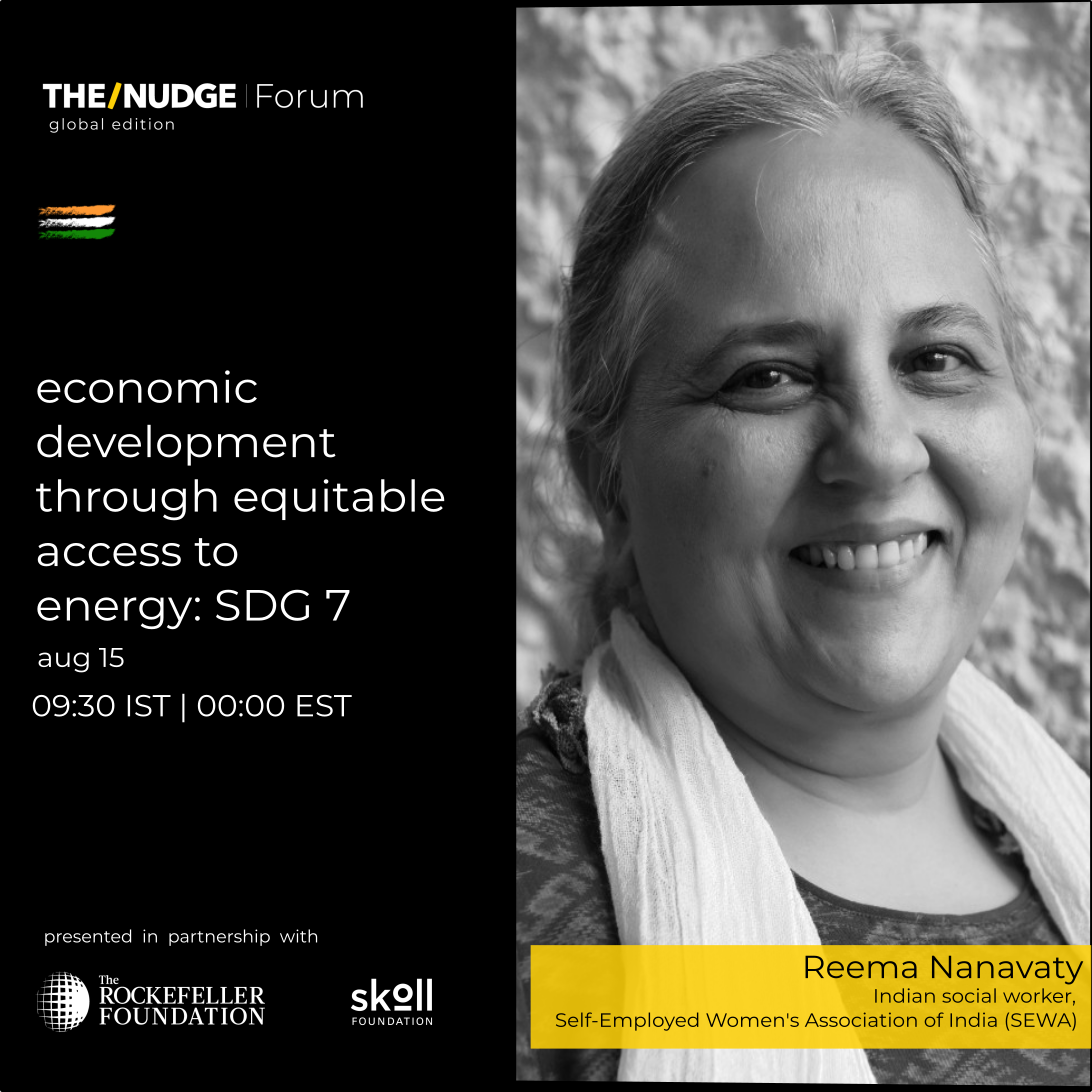 THE/NUDGE | Forum
global edition
economic
development
through equitable
access to
energy: SDG 7
aug 15
09:30 IST | 00:00 EST
presented in partnership with
The
ROCKEFELLER
FOUNDATION
skoll
FOUNDATION
Reema Nanavaty
Indian social worker,
Self-Employed Women's Association of India (SEWA)